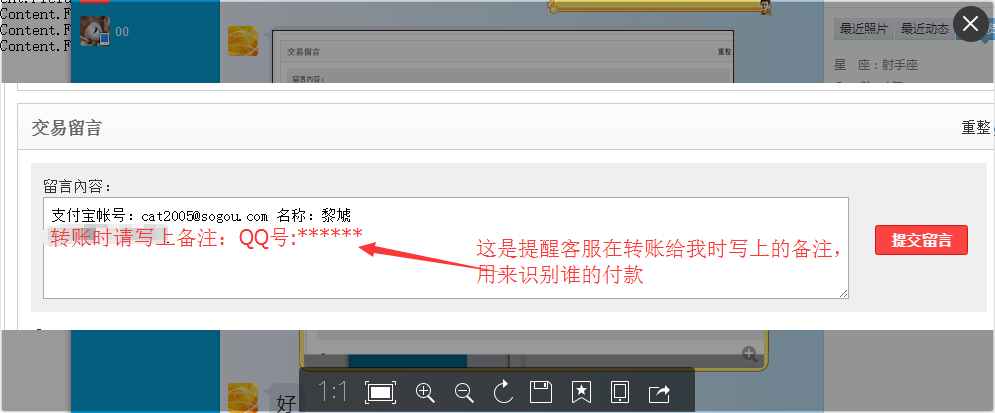 Content.F
Content.F
Content.F
00
最近照片
最近动态
星 座：射手座
交易留言
重整
留言內容：
交易留言
重整
留言內容：
支付宝帐号：cat2005@sogou.com 名称：黎虓
转账时请写上备注：QQ号:******
这是提醒客服在转账给我时写上的备注，
用来识别谁的付款
提交留言
好
1:1